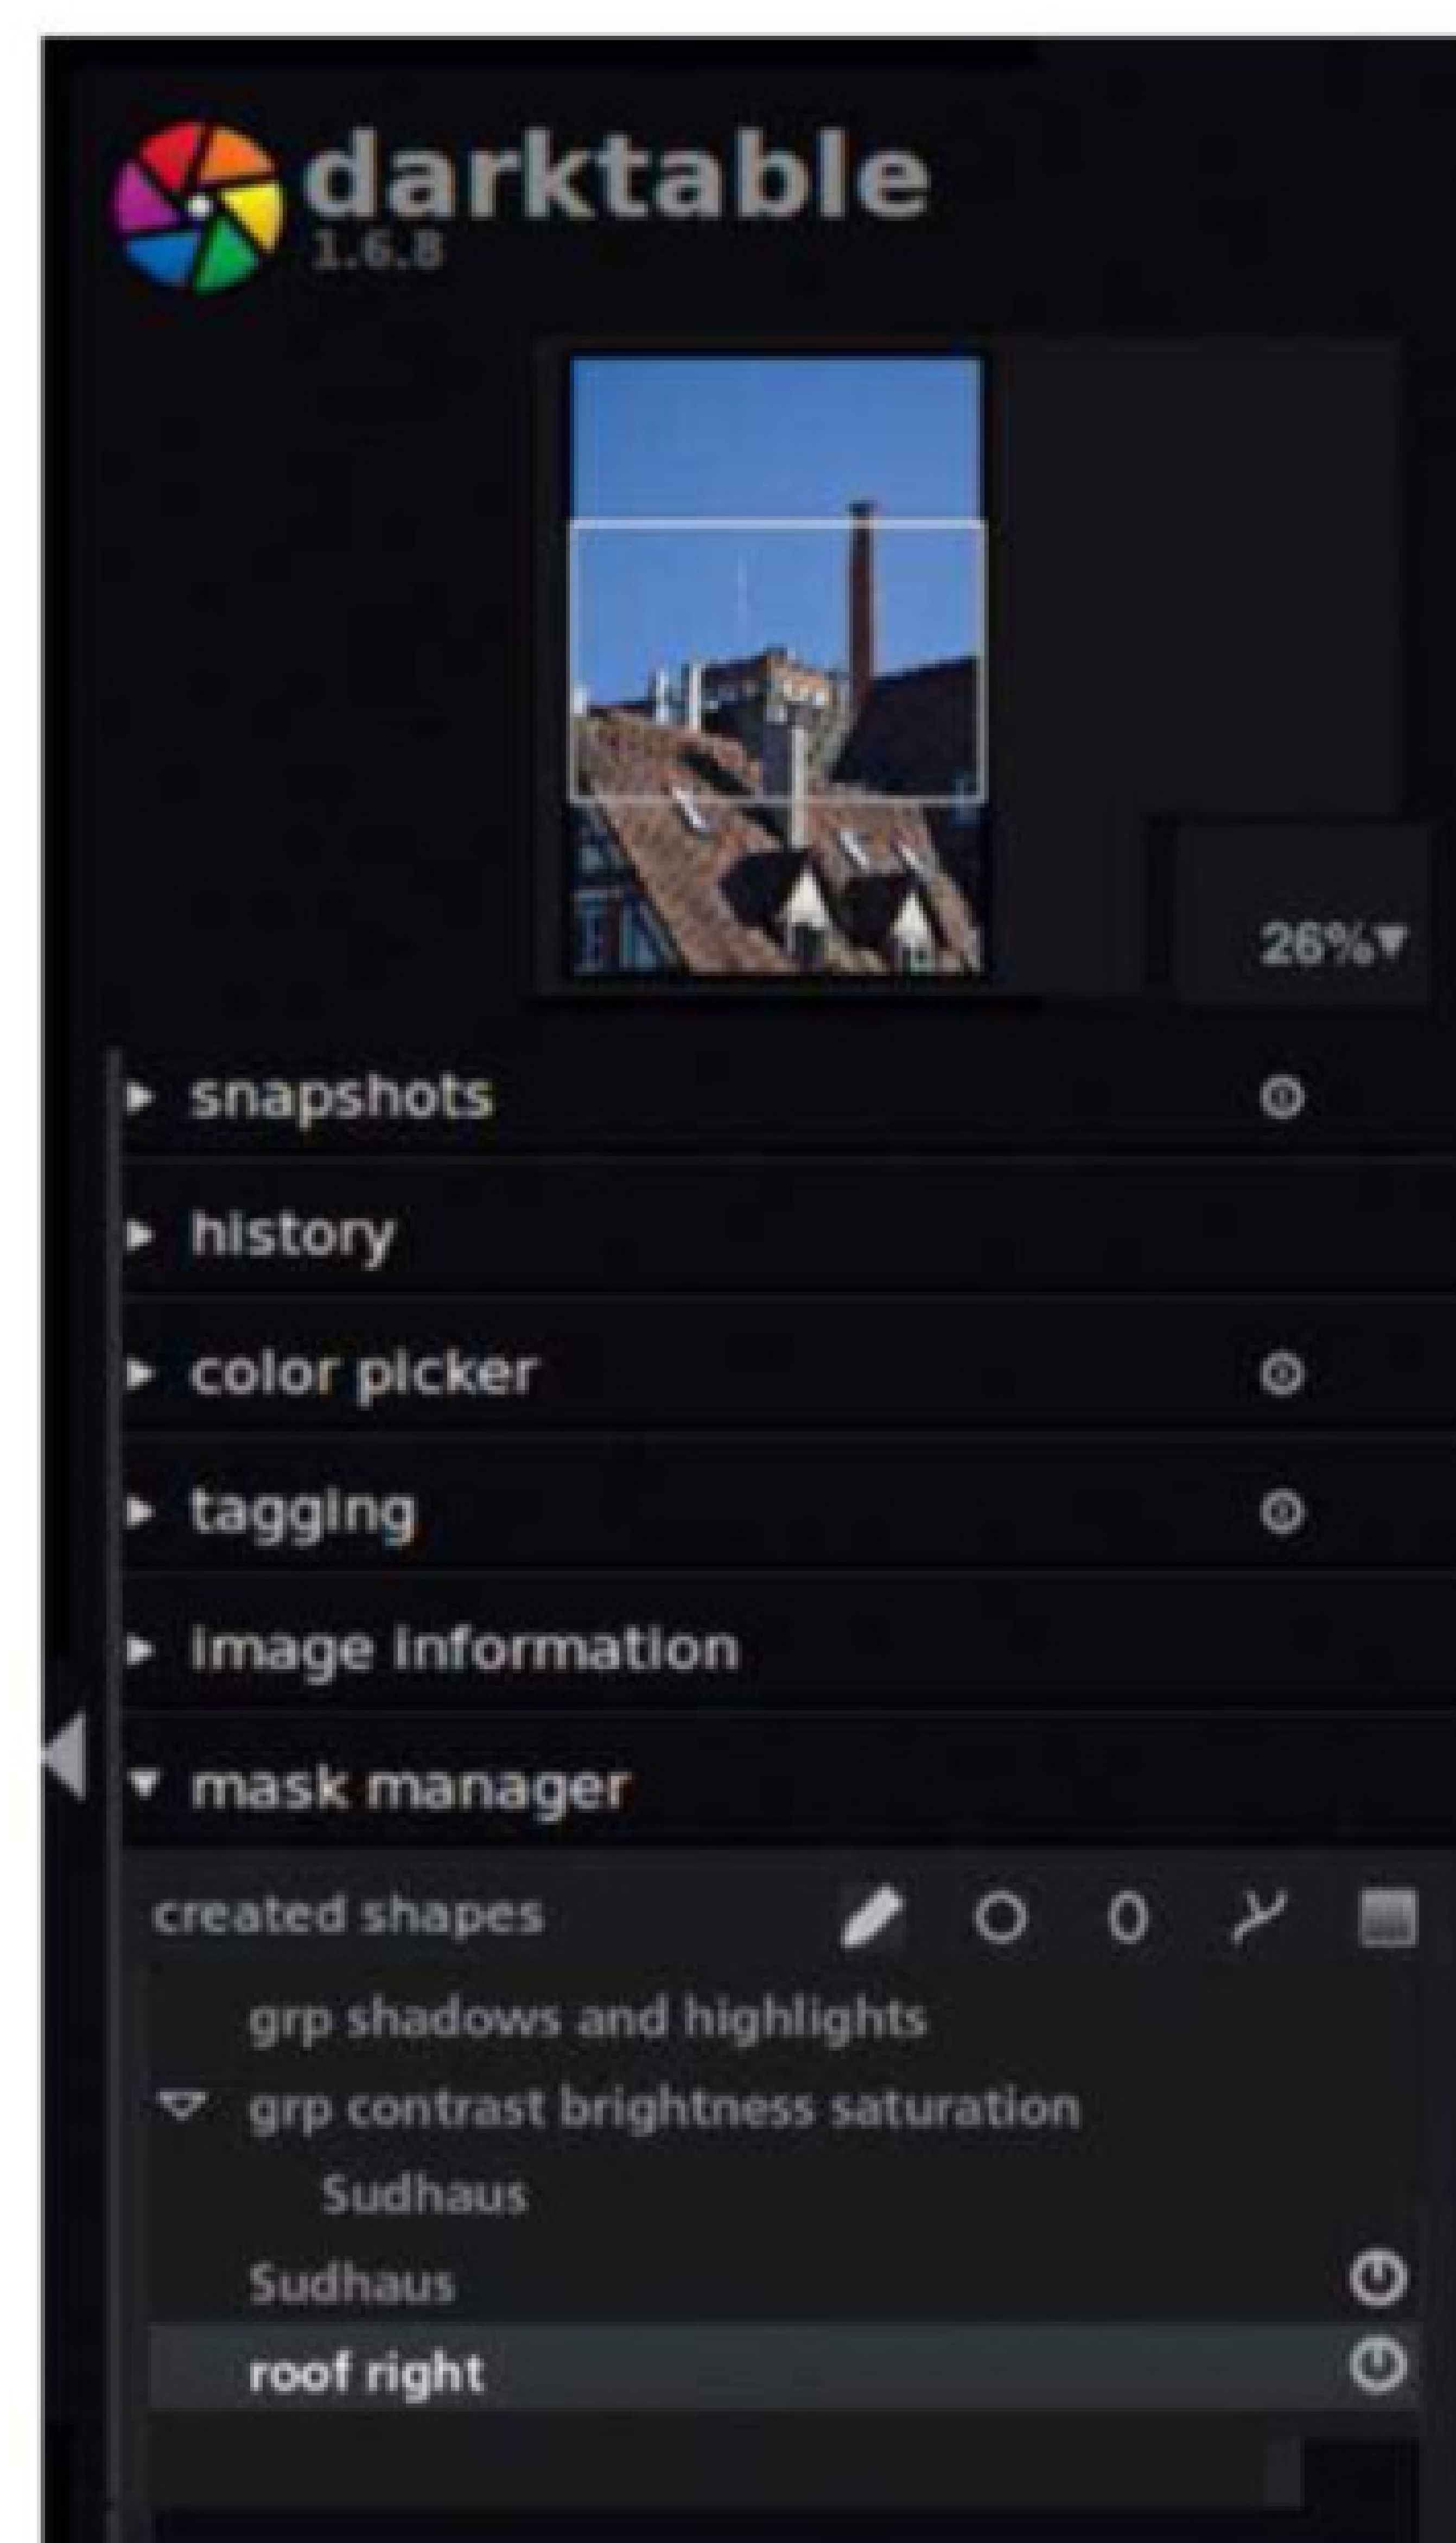 darktable
1.6.8
26%
snapshots
history
color picker
tagging
image information
mask manager
created shapes
grp shadows and highlights
grp contrast brightness saturation
Sudhaus
Sudhaus
roof right